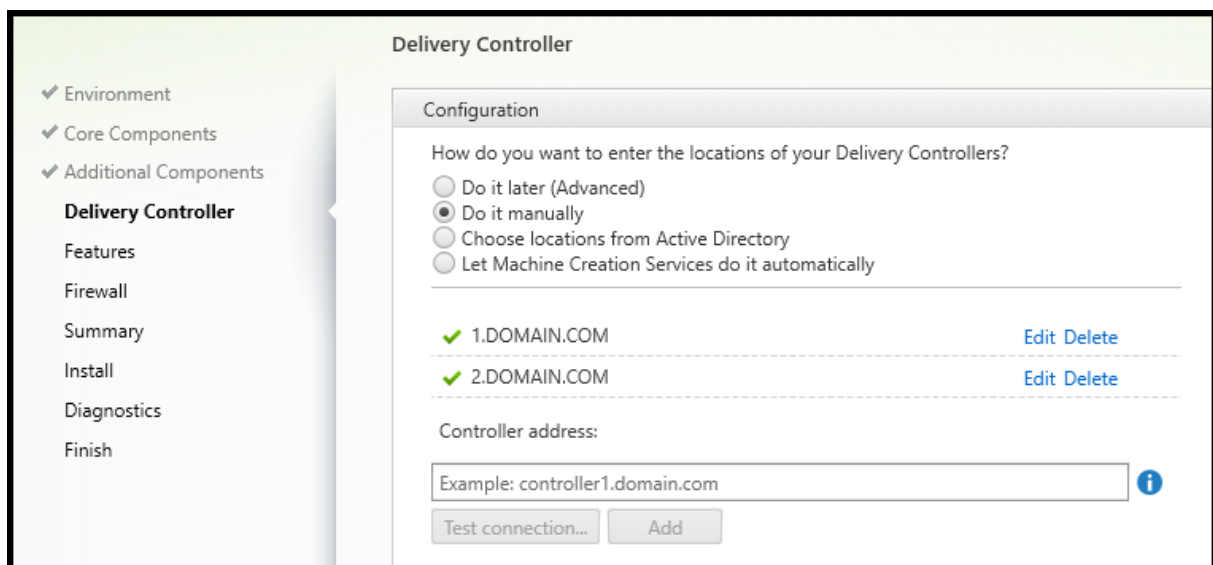 Delivery Controller
Environment
Core Components
Additional Components
Delivery Controller
Features
Firewall
Summary
Install
Diagnostics
Finish
Configuration
How do you want to enter the locations of your Delivery Controllers?
Do it later (Advanced)
Do it manually
Choose locations from Active Directory
Let Machine Creation Services do it automatically
1.DOMAIN.COM Edit Delete
2.DOMAIN.COM Edit Delete
Controller address:
Example: controller1.domain.com
Test connection... Add